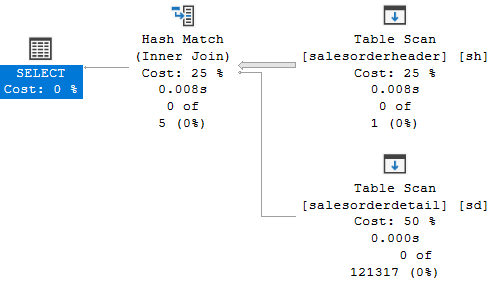 SELECT
Cost: 0 %
Hash Match
(Inner Join)
Cost: 25 %
0.008s
0 of
5 (0%)
Table Scan
[salesorderheader] [sh]
Cost: 25 %
0.008s
0 of
1 (0%)
Table Scan
[salesorderdetail] [sd]
Cost: 50 %
0.000s
0 of
121317 (0%)